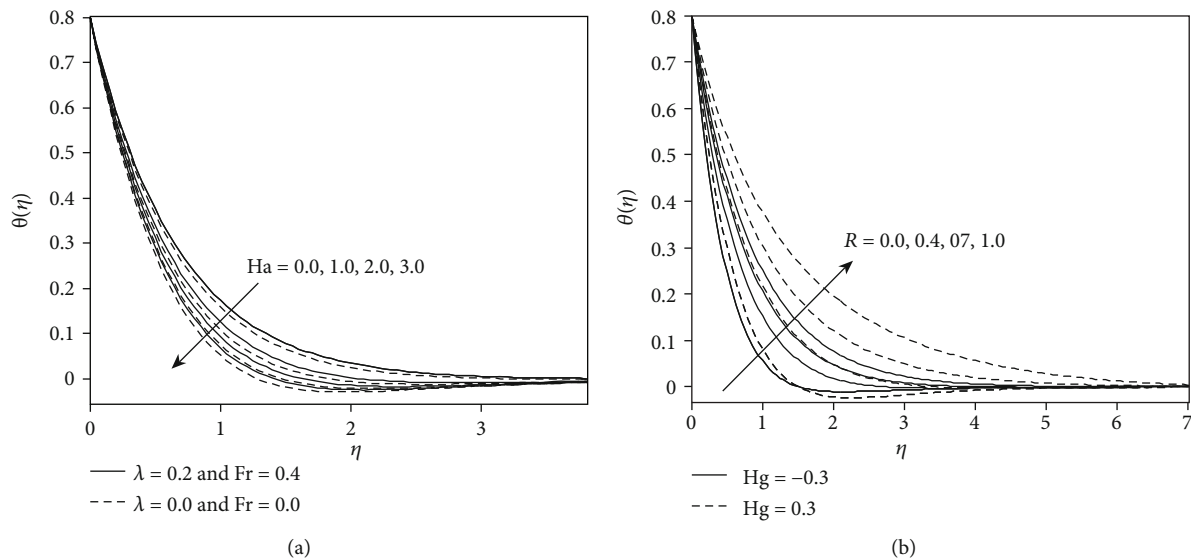 0.8
0.7
0.6
0.5
0.4
0.3
0.2
0.1
0
θ(η)
Ha = 0.0, 1.0, 2.0, 3.0
0 1 2 3
η
λ = 0.2 and Fr = 0.4
λ = 0.0 and Fr = 0.0
(a)
0.8
0.7
0.6
0.5
0.4
0.3
0.2
0.1
0
θ(η)
R = 0.0, 0.4, 07, 1.0
0 1 2 3 4 5 6 7
η
Hg = −0.3
Hg = 0.3
(b)